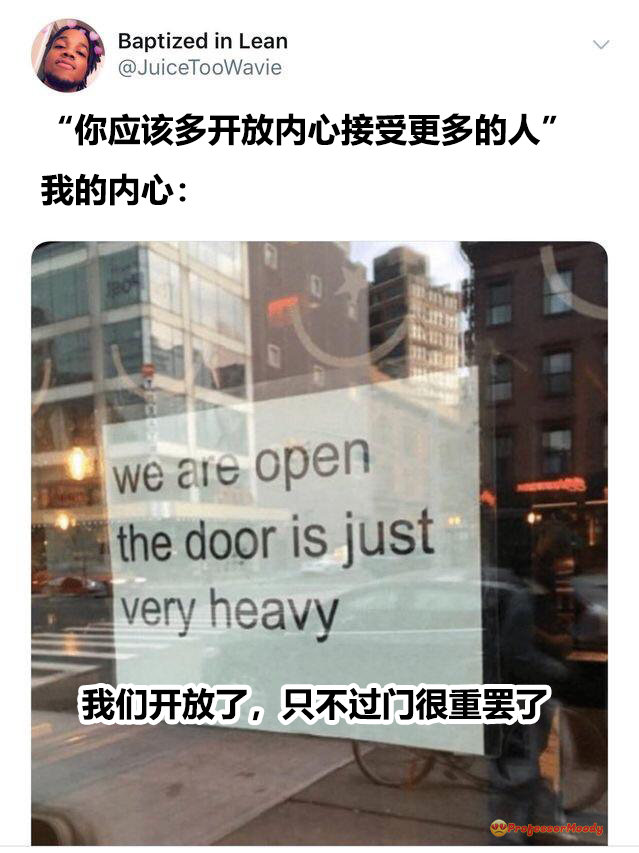 Baptized in Lean
@JuiceTooWavie
“你应该多开放内心接受更多的人”
我的内心：
we are open
the door is just
very heavy
我们开放了，只不过门很重罢了
ProfessorMoody